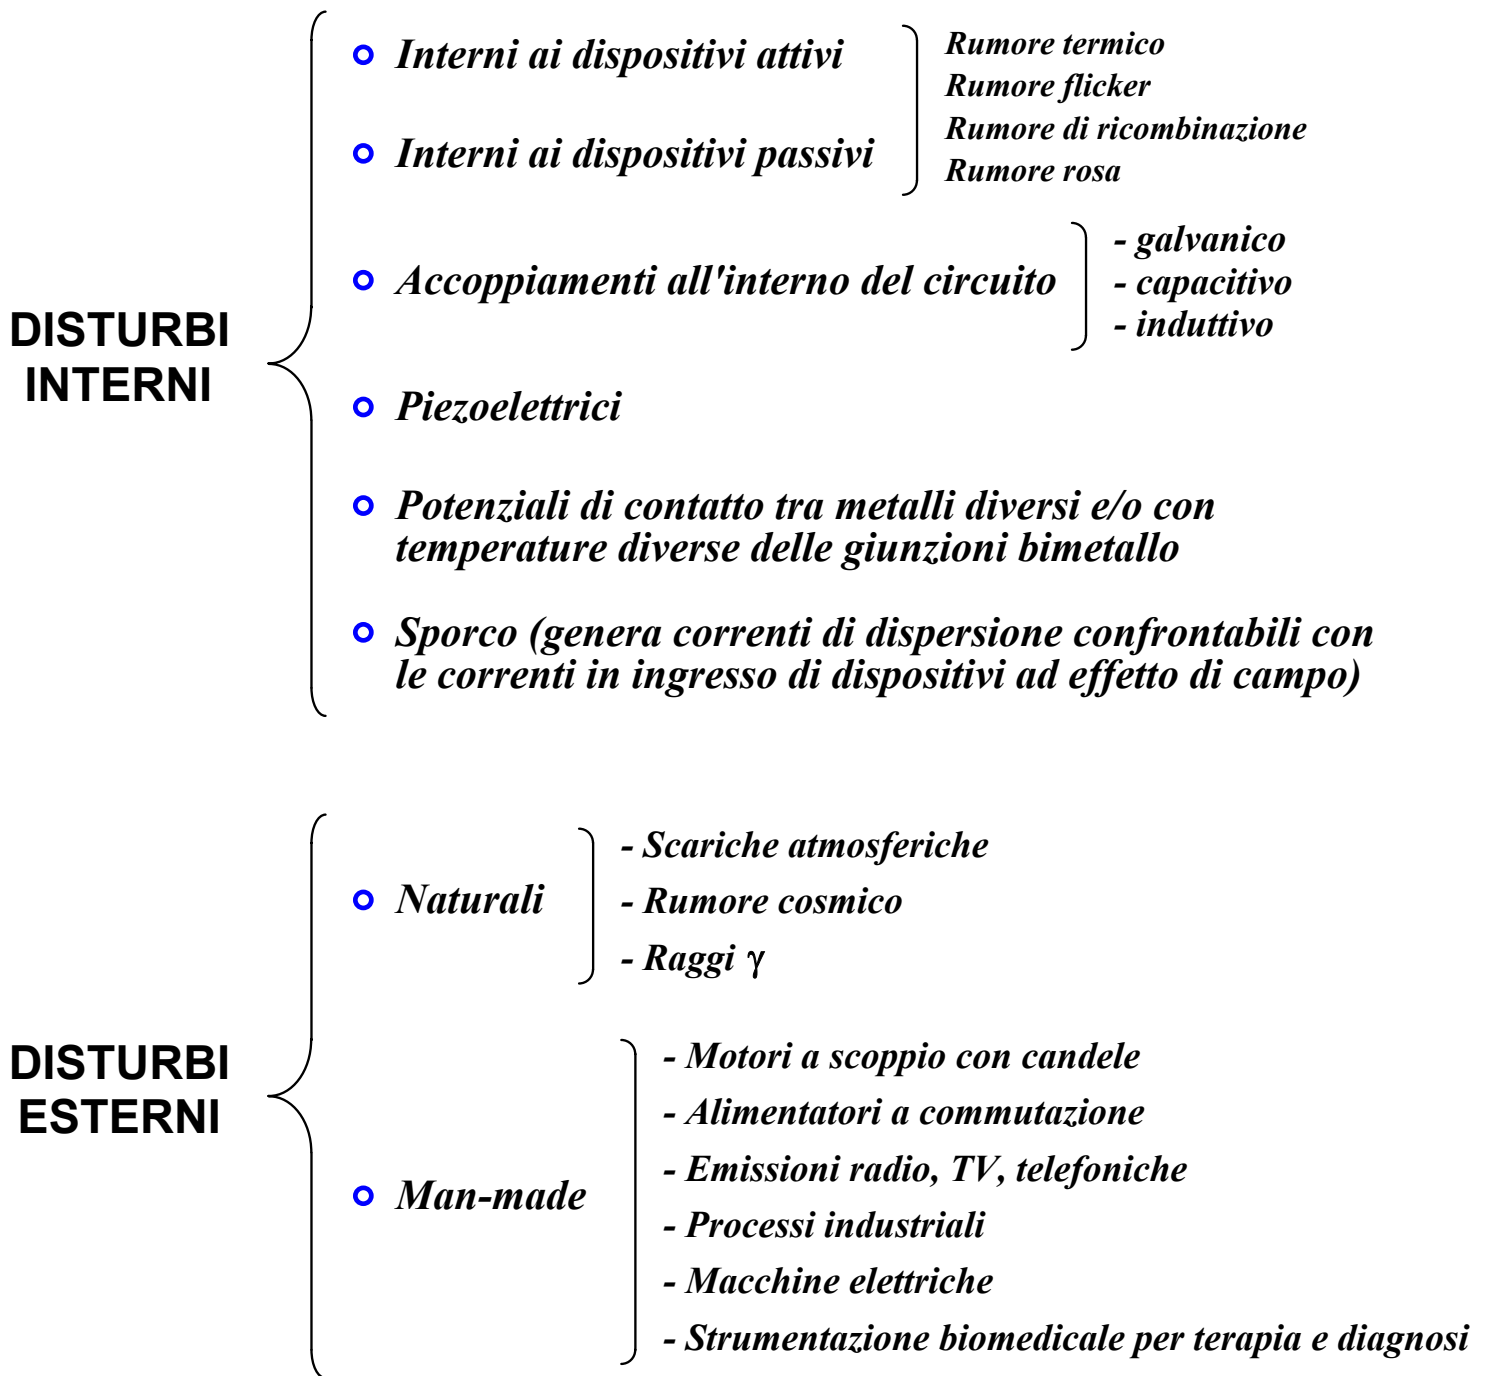 DISTURBI
INTERNI
Interni ai dispositivi attivi
Interni ai dispositivi passivi
Rumore termico
Rumore flicker
Rumore di ricombinazione
Rumore rosa
Accoppiamenti all'interno del circuito
- galvanico
- capacitivo
- induttivo
Piezoelettrici
Potenziali di contatto tra metalli diversi e/o con
temperature diverse delle giunzioni bimetallo
Sporco (genera correnti di dispersione confrontabili con
le correnti in ingresso di dispositivi ad effetto di campo)
DISTURBI
ESTERNI
Naturali
- Scariche atmosferiche
- Rumore cosmico
- Raggi γ
Man-made
- Motori a scoppio con candele
- Alimentatori a commutazione
- Emissioni radio, TV, telefoniche
- Processi industriali
- Macchine elettriche
- Strumentazione biomedicale per terapia e diagnosi